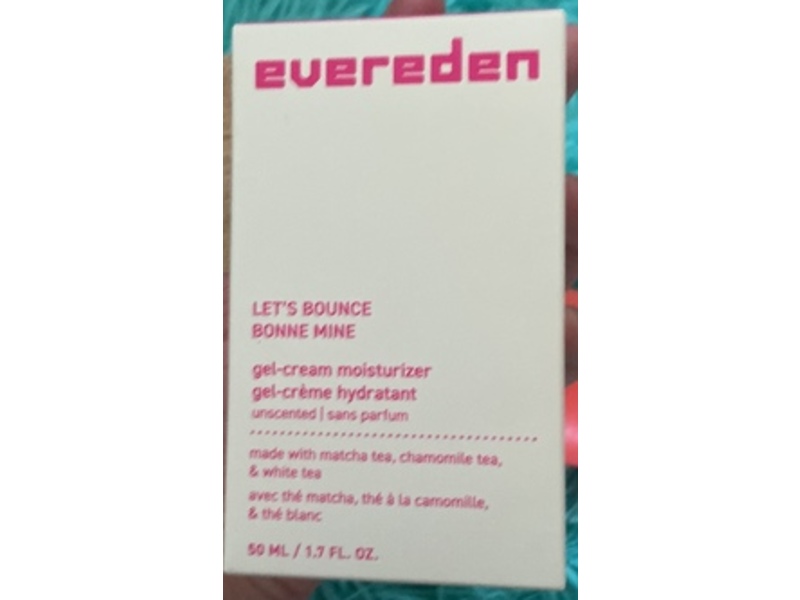 evereden
LET'S BOUNCE
BONNE MINE
gel-cream moisturizer
gel-crème hydratant
unscented | sans parfum
made with matcha tea, chamomile tea,
& white tea
avec thé matcha, thé à la camomille,
& thé blanc
50 ML / 1.7 FL. OZ.